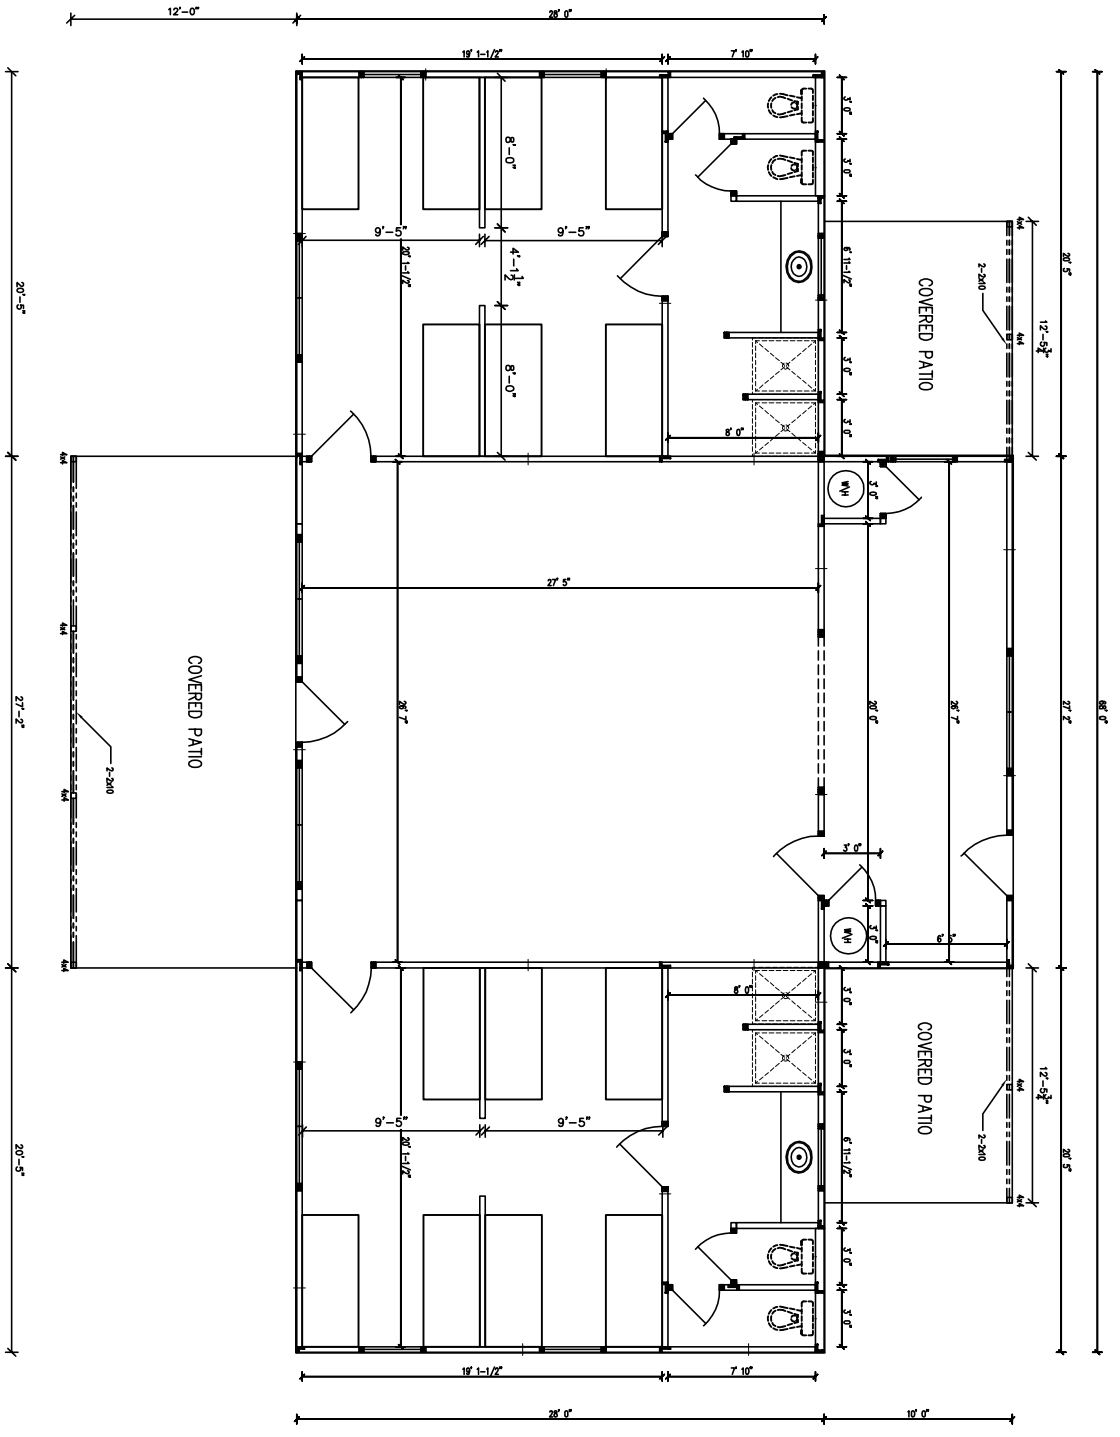 12'-0"
28' 0"
19' 1-1/2"
7' 10"
3' 0"
8'-0"
3' 0"
9'-5"
9'-5"
20' 1-1/2"
4'-1 1/2"
6' 11-1/2"
4x4
2-2x10
COVERED PATIO
4x4
12'-5 3/4"
20' 5"
20'-5"
8'-0"
3' 0"
3' 0"
8' 0"
4x4
W\H
3' 0"
27' 5"
4x4
COVERED PATIO
27'-2"
26' 7"
20' 0"
26' 7"
27' 2"
68' 0"
2-2x10
4x4
3' 0"
W\H
3' 0"
6' 6"
4x4
8' 0"
3' 0"
3' 0"
COVERED PATIO
4x4
12'-5 3/4"
9'-5"
9'-5"
20' 1-1/2"
6' 11-1/2"
2-2x10
20'-5"
20' 5"
4x4
3' 0"
3' 0"
19' 1-1/2"
7' 10"
28' 0"
10' 0"